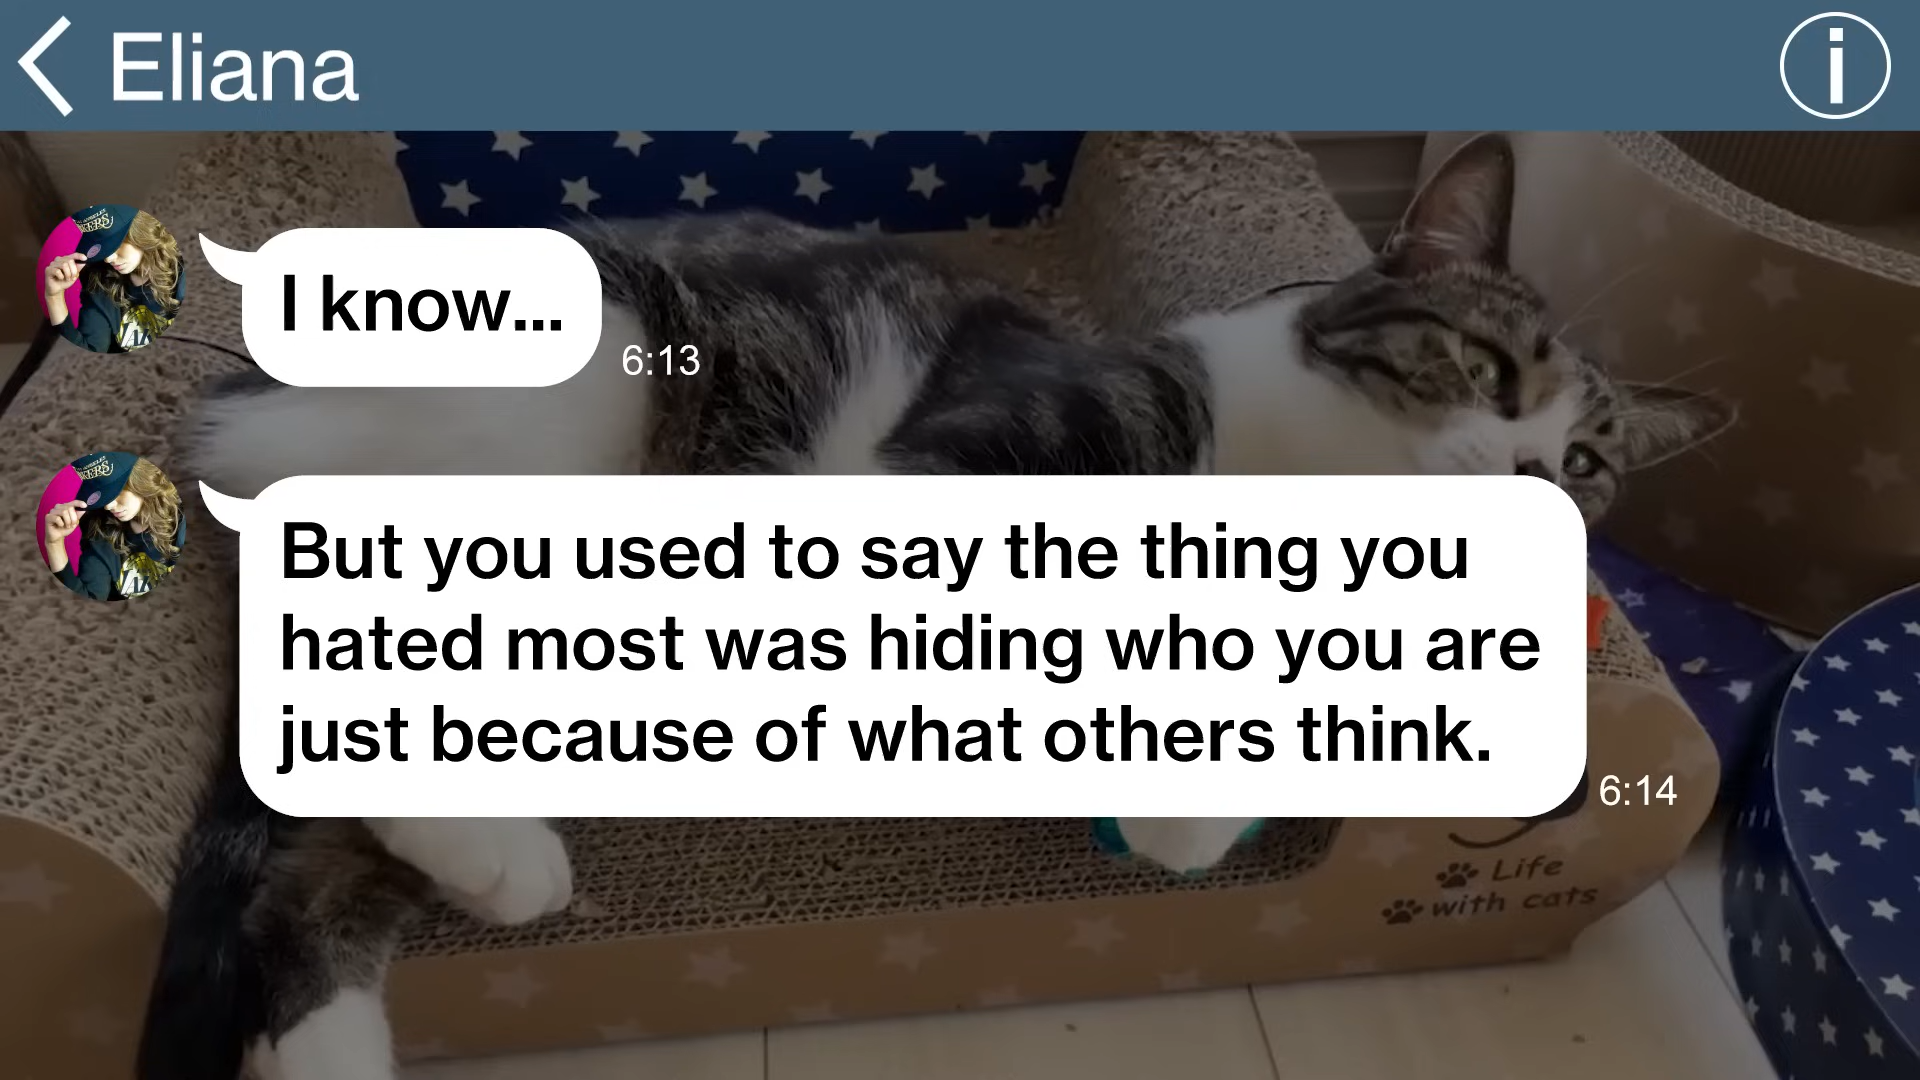 Eliana
I know...
6:13
But you used to say the thing you
hated most was hiding who you are
just because of what others think.
6:14
Life
with cats